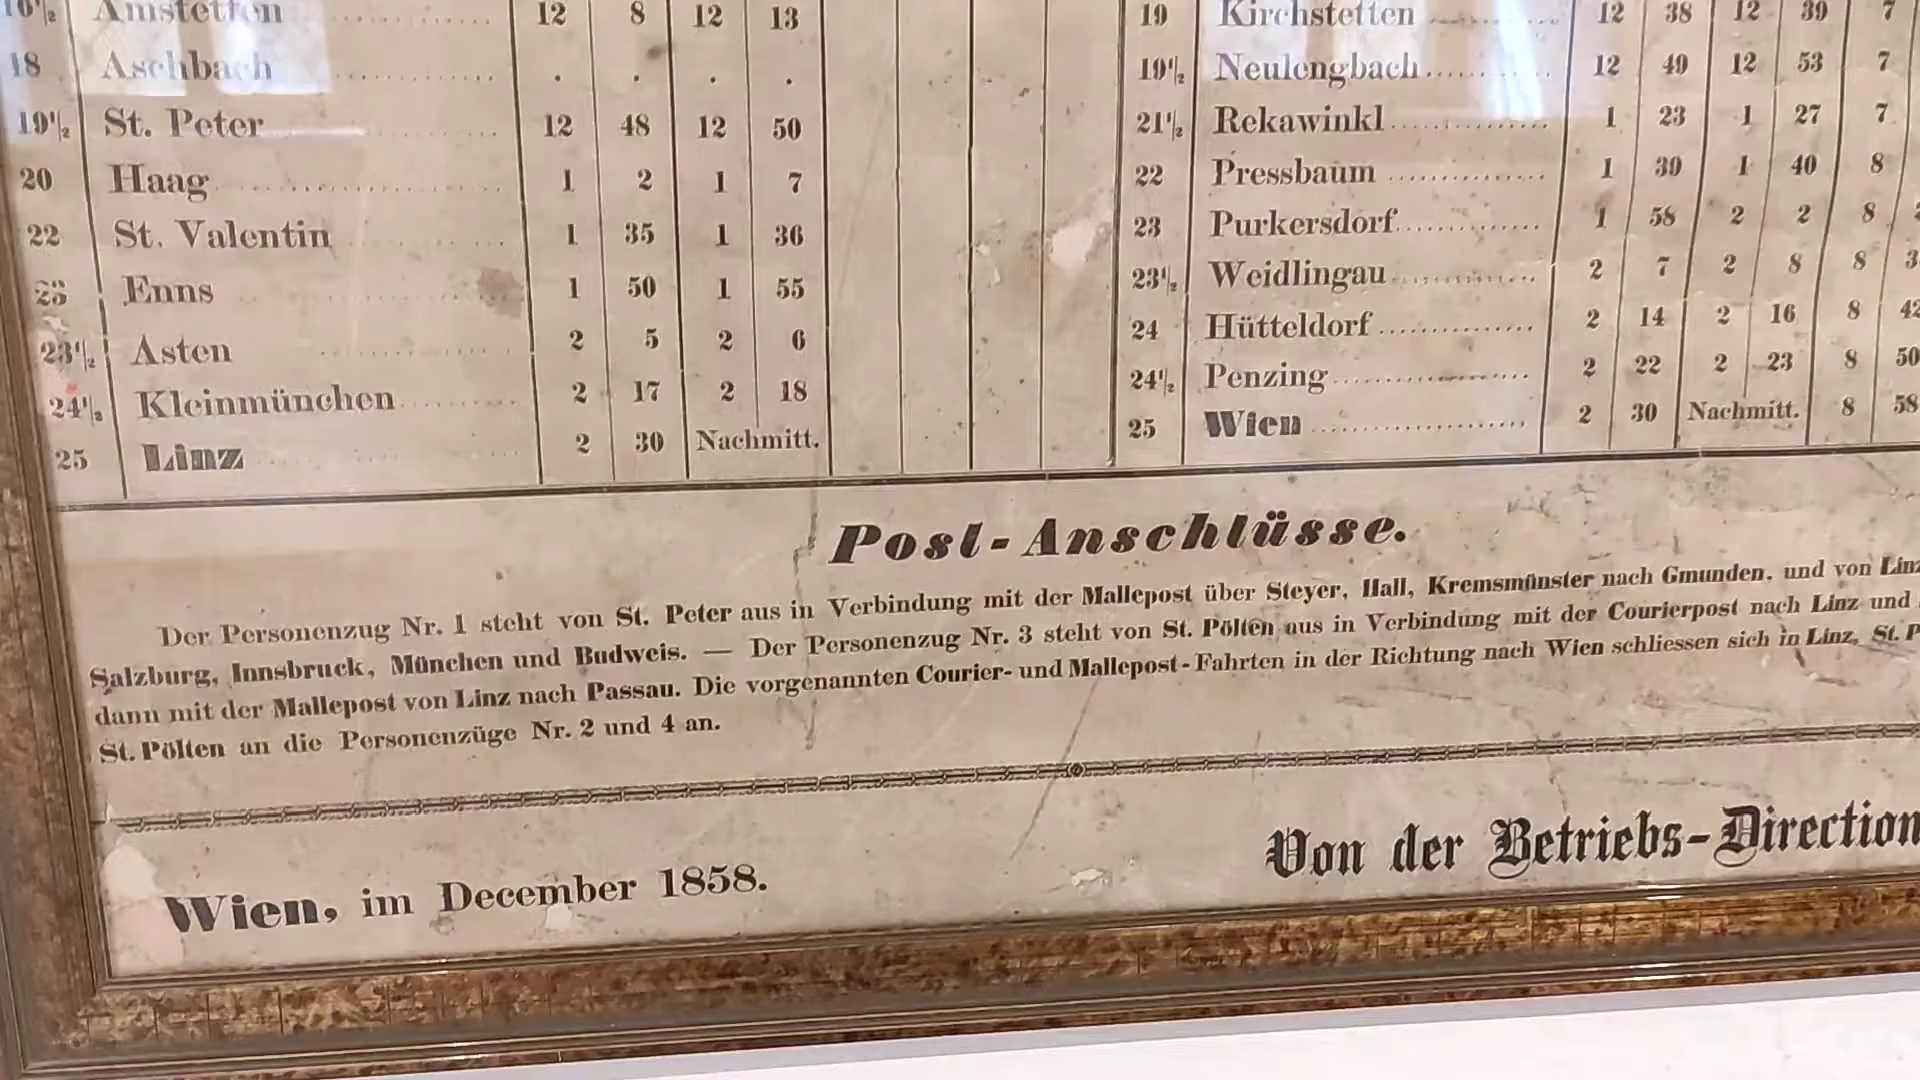 16½ Amstetten 12 8 12 13
18 Aschbach . . . .
19½ St. Peter 12 48 12 50
20 Haag 1 2 1 7
22 St. Valentin 1 35 1 36
23 Enns 1 50 1 55
23½ Asten 2 5 2 6
24½ Kleinmünchen 2 17 2 18
25 Linz 2 30 Nachmitt.
19 Kirchstetten 12 38 12 39 7
19½ Neulengbach 12 49 12 53 7
21½ Rekawinkl 1 23 1 27 7
22 Pressbaum 1 39 1 40 8
23 Purkersdorf 1 58 2 2 8
23½ Weidlingau 2 7 2 8 8 3
24 Hütteldorf 2 14 2 16 8 42
24½ Penzing 2 22 2 23 8 50
25 Wien 2 30 Nachmitt. 8 58
Post-Anschlüsse.
Der Personenzug Nr. 1 steht von St. Peter aus in Verbindung mit der Mallepost über Steyer, Hall, Kremsmünster nach Gmunden, und von Linz
Salzburg, Innsbruck, München und Budweis. — Der Personenzug Nr. 3 steht von St. Pölten aus in Verbindung mit der Courierpost nach Linz und
dann mit der Mallepost von Linz nach Passau. Die vorgenannten Courier- und Mallepost-Fahrten in der Richtung nach Wien schliessen sich in Linz, St. P
St. Pölten an die Personenzüge Nr. 2 und 4 an.
Wien, im December 1858.
Von der Betriebs-Direction